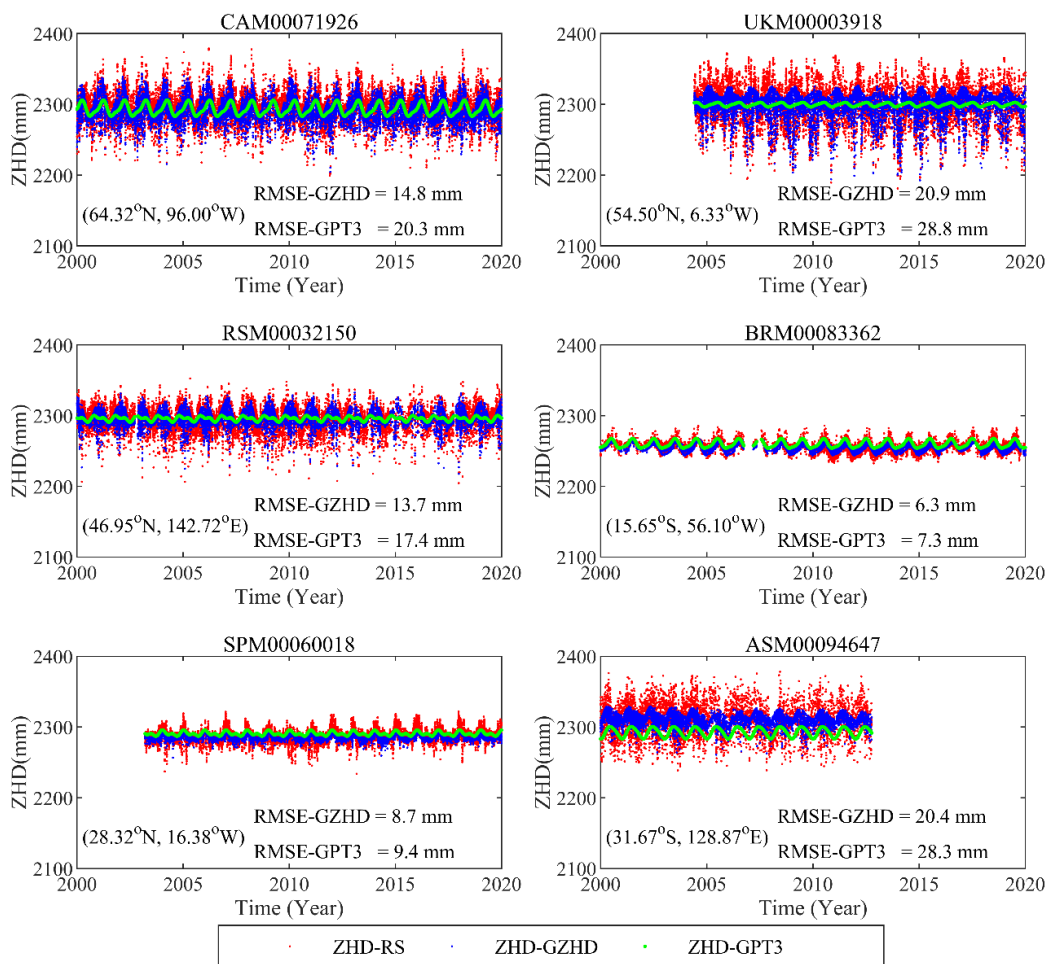 CAM00071926
2400
2300
2200
2100
ZHD(mm)
RMSE-GZHD = 14.8 mm
(64.32°N, 96.00°W)
RMSE-GPT3 = 20.3 mm
2000 2005 2010 2015 2020
Time (Year)
UKM00003918
2400
2300
2200
2100
ZHD(mm)
RMSE-GZHD = 20.9 mm
(54.50°N, 6.33°W)
RMSE-GPT3 = 28.8 mm
2000 2005 2010 2015 2020
Time (Year)
RSM00032150
2400
2300
2200
2100
ZHD(mm)
RMSE-GZHD = 13.7 mm
(46.95°N, 142.72°E)
RMSE-GPT3 = 17.4 mm
2000 2005 2010 2015 2020
Time (Year)
BRM00083362
2400
2300
2200
2100
ZHD(mm)
RMSE-GZHD = 6.3 mm
(15.65°S, 56.10°W)
RMSE-GPT3 = 7.3 mm
2000 2005 2010 2015 2020
Time (Year)
SPM00060018
2400
2300
2200
2100
ZHD(mm)
RMSE-GZHD = 8.7 mm
(28.32°N, 16.38°W)
RMSE-GPT3 = 9.4 mm
2000 2005 2010 2015 2020
Time (Year)
ASM00094647
2400
2300
2200
2100
ZHD(mm)
RMSE-GZHD = 20.4 mm
(31.67°S, 128.87°E)
RMSE-GPT3 = 28.3 mm
2000 2005 2010 2015 2020
Time (Year)
ZHD-RS ZHD-GZHD ZHD-GPT3